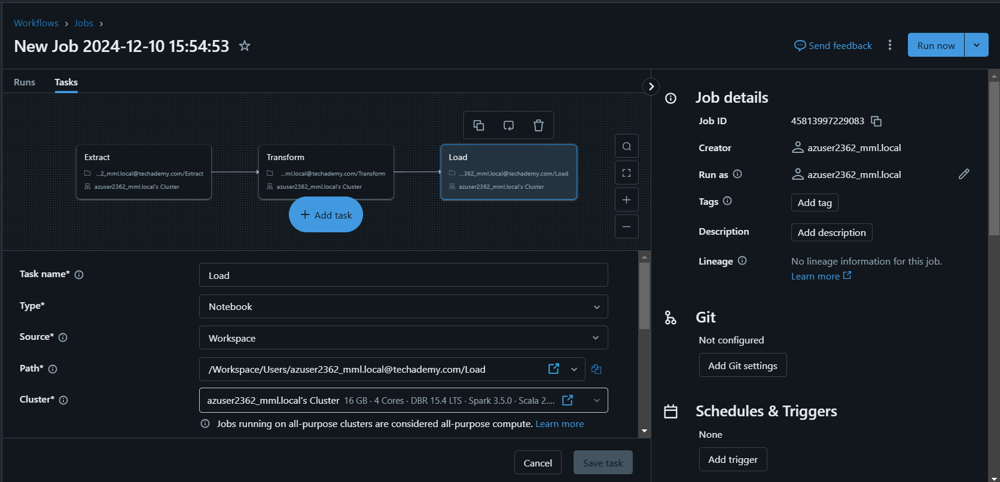 Workflows › Jobs ›
New Job 2024-12-10 15:54:53
Send feedback
Run now
Runs
Tasks
Extract
...2_mml.local@techademy.com/Extract
azuser2362_mml.local's Cluster
Transform
...ml.local@techademy.com/Transform
azuser2362_mml.local's Cluster
Load
...362_mml.local@techademy.com/Load
azuser2362_mml.local's Cluster
+ Add task
Task name*
Load
Type*
Notebook
Source*
Workspace
Path*
/Workspace/Users/azuser2362_mml.local@techademy.com/Load
Cluster*
azuser2362_mml.local's Cluster 16 GB · 4 Cores · DBR 15.4 LTS · Spark 3.5.0 · Scala 2....
Jobs running on all-purpose clusters are considered all-purpose compute. Learn more
Cancel
Save task
Job details
Job ID
45813997229083
Creator
azuser2362_mml.local
Run as
azuser2362_mml.local
Tags
Add tag
Description
Add description
Lineage
No lineage information for this job.
Learn more
Git
Not configured
Add Git settings
Schedules & Triggers
None
Add trigger